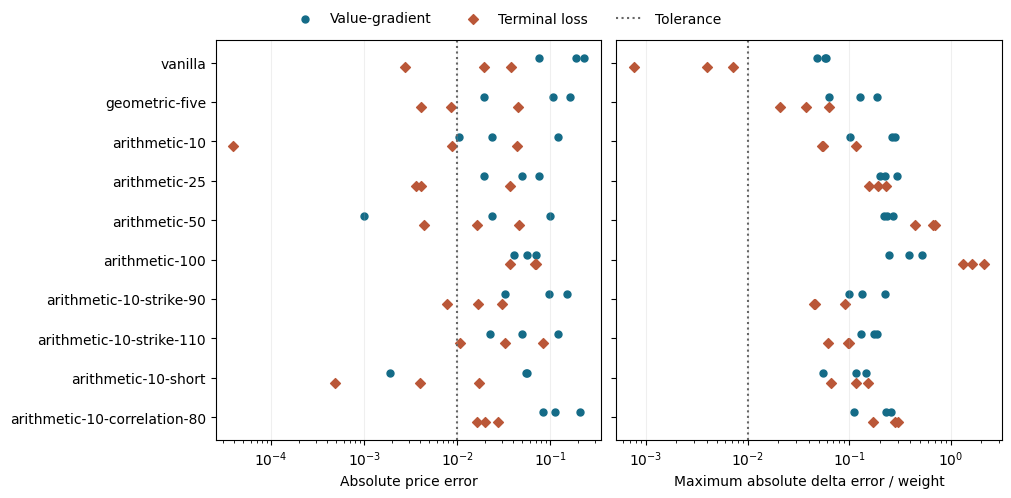 Value-gradient Terminal loss Tolerance
vanilla
geometric-five
arithmetic-10
arithmetic-25
arithmetic-50
arithmetic-100
arithmetic-10-strike-90
arithmetic-10-strike-110
arithmetic-10-short
arithmetic-10-correlation-80
10⁻⁴ 10⁻³ 10⁻² 10⁻¹
Absolute price error
10⁻³ 10⁻² 10⁻¹ 10⁰
Maximum absolute delta error / weight